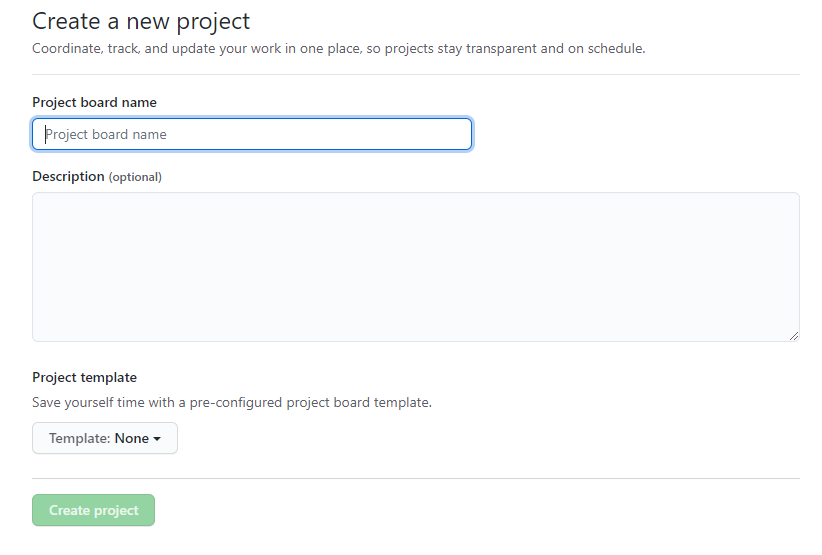 Create a new project
Coordinate, track, and update your work in one place, so projects stay transparent and on schedule.
Project board name
Project board name
Description (optional)
Project template
Save yourself time with a pre-configured project board template.
Template: None
Create project